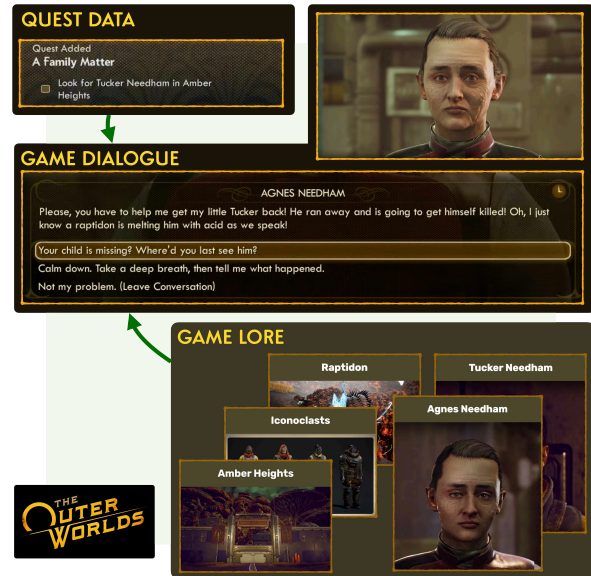 QUEST DATA
Quest Added
A Family Matter
Look for Tucker Needham in Amber
Heights
GAME DIALOGUE
AGNES NEEDHAM
Please, you have to help me get my little Tucker back! He ran away and is going to get himself killed! Oh, I just
know a raptidon is melting him with acid as we speak!
Your child is missing? Where'd you last see him?
Calm down. Take a deep breath, then tell me what happened.
Not my problem. (Leave Conversation)
GAME LORE
Raptidon
Tucker Needham
Iconoclasts
Agnes Needham
Amber Heights
THE
OUTER
WORLDS